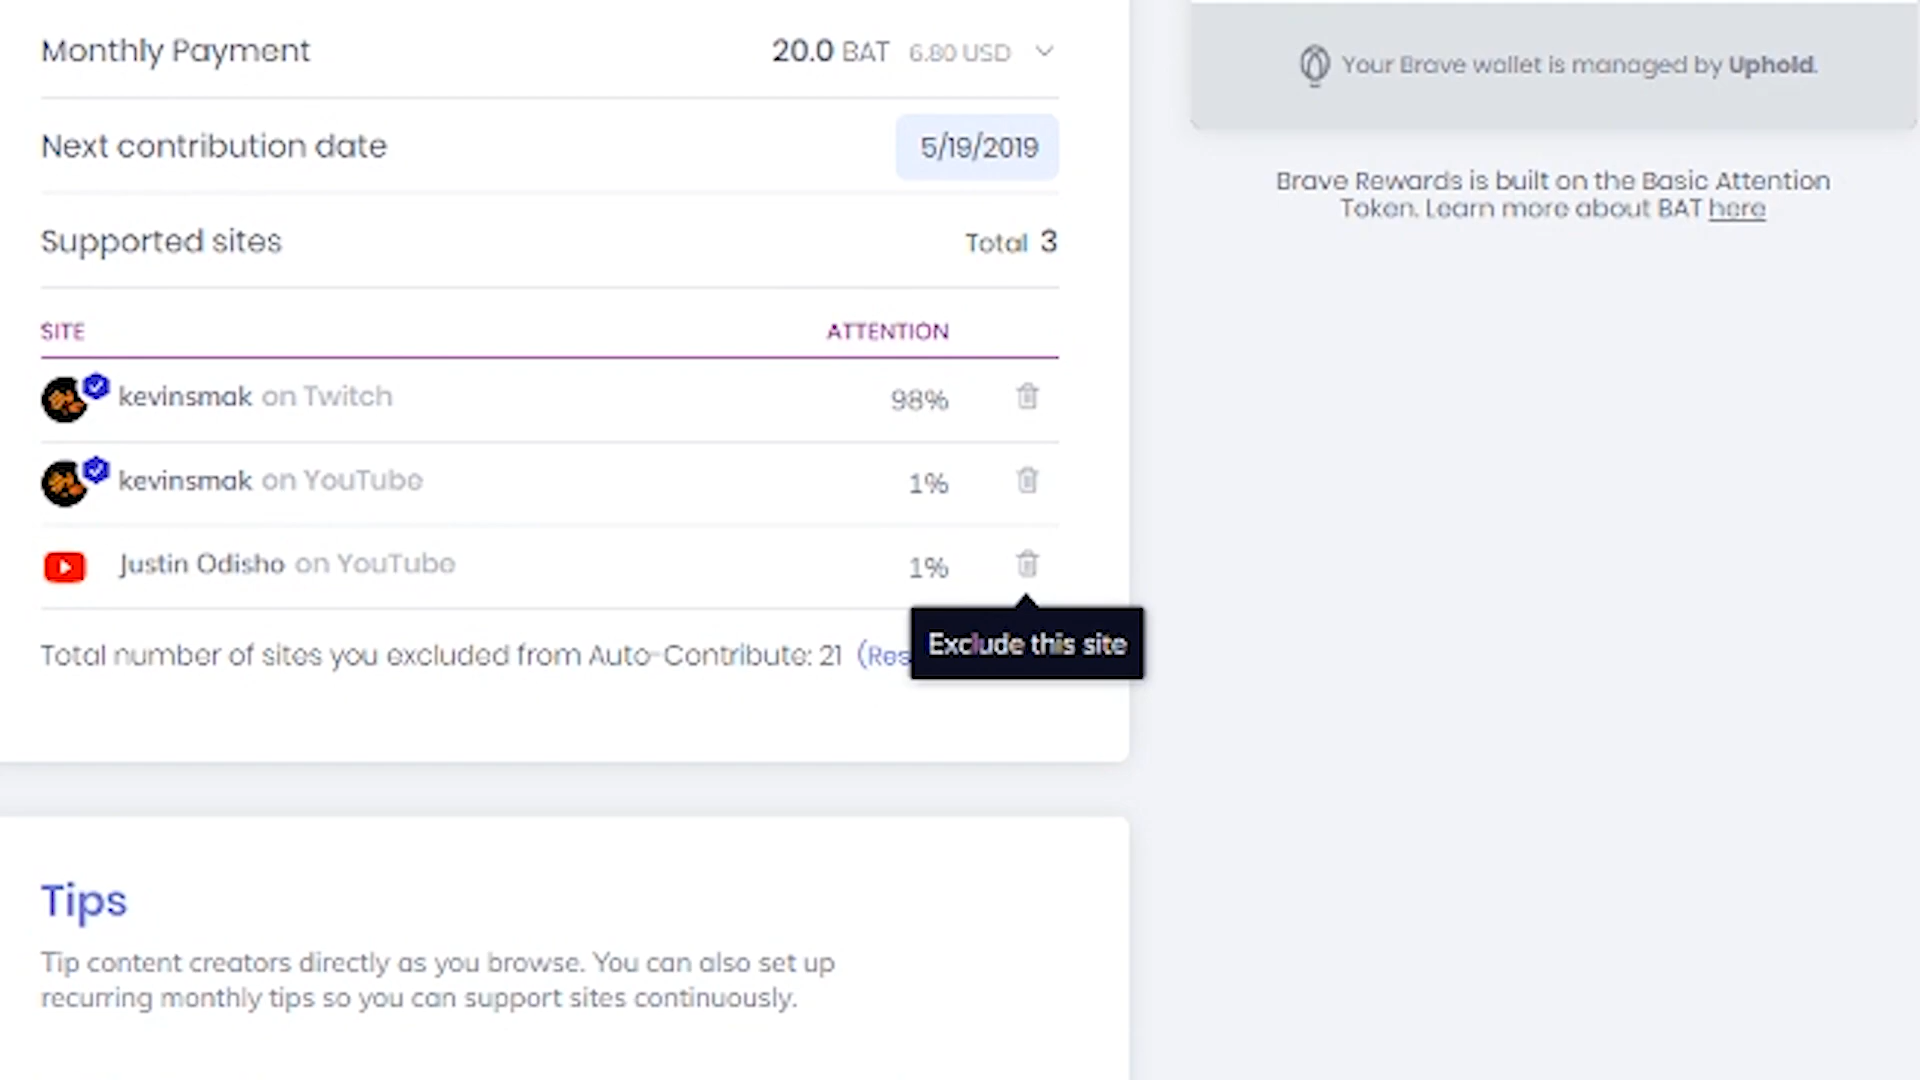 Monthly Payment 20.0 BAT 6.80 USD
Next contribution date 5/19/2019
Supported sites Total 3
SITE ATTENTION
kevinsmak on Twitch 98%
kevinsmak on YouTube 1%
Justin Odisho on YouTube 1%
Exclude this site
Total number of sites you excluded from Auto-Contribute: 21 (Res
Tips
Tip content creators directly as you browse. You can also set up
recurring monthly tips so you can support sites continuously.
Your Brave wallet is managed by Uphold.
Brave Rewards is built on the Basic Attention
Token. Learn more about BAT here